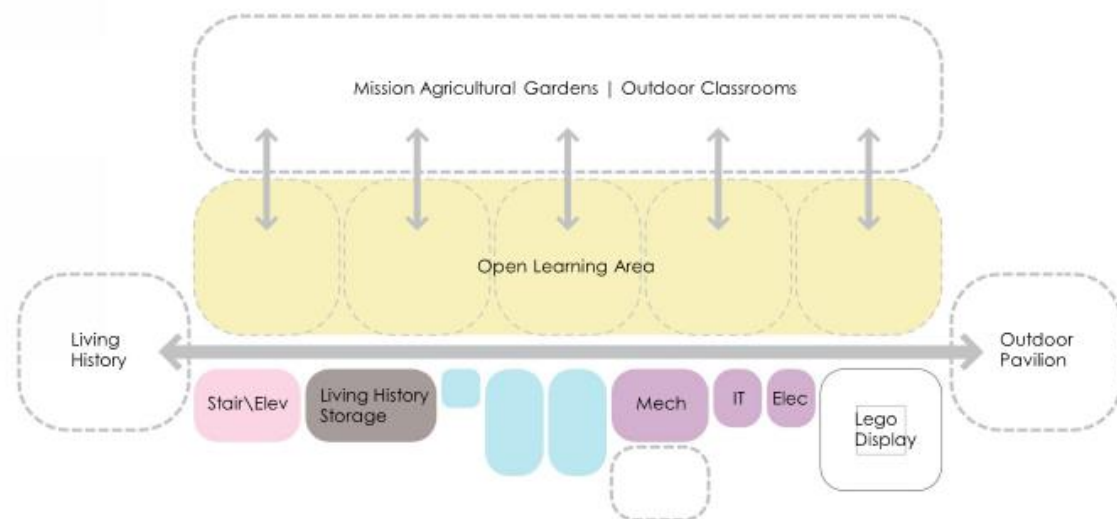 Mission Agricultural Gardens | Outdoor Classrooms
Open Learning Area
Living
History
Outdoor
Pavilion
Stair\Elev
Living History
Storage
Mech
IT
Elec
Lego
Display